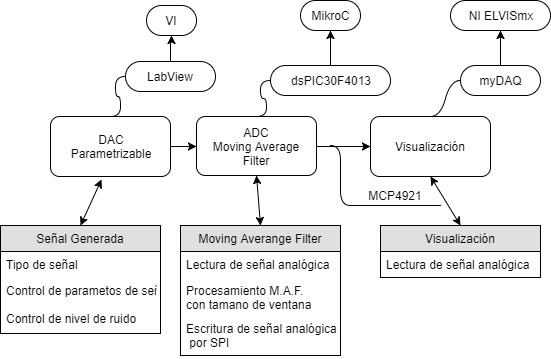 VI
MikroC
NI ELVISmx
LabView
dsPIC30F4013
myDAQ
DAC
Parametrizable
ADC
Moving Average
Filter
Visualización
MCP4921
Señal Generada
Tipo de señal
Control de parametos de seí
Control de nivel de ruido
Moving Averange Filter
Lectura de señal analógica
Procesamiento M.A.F.
con tamano de ventana
Escritura de señal analógica
por SPI
Visualización
Lectura de señal analógica